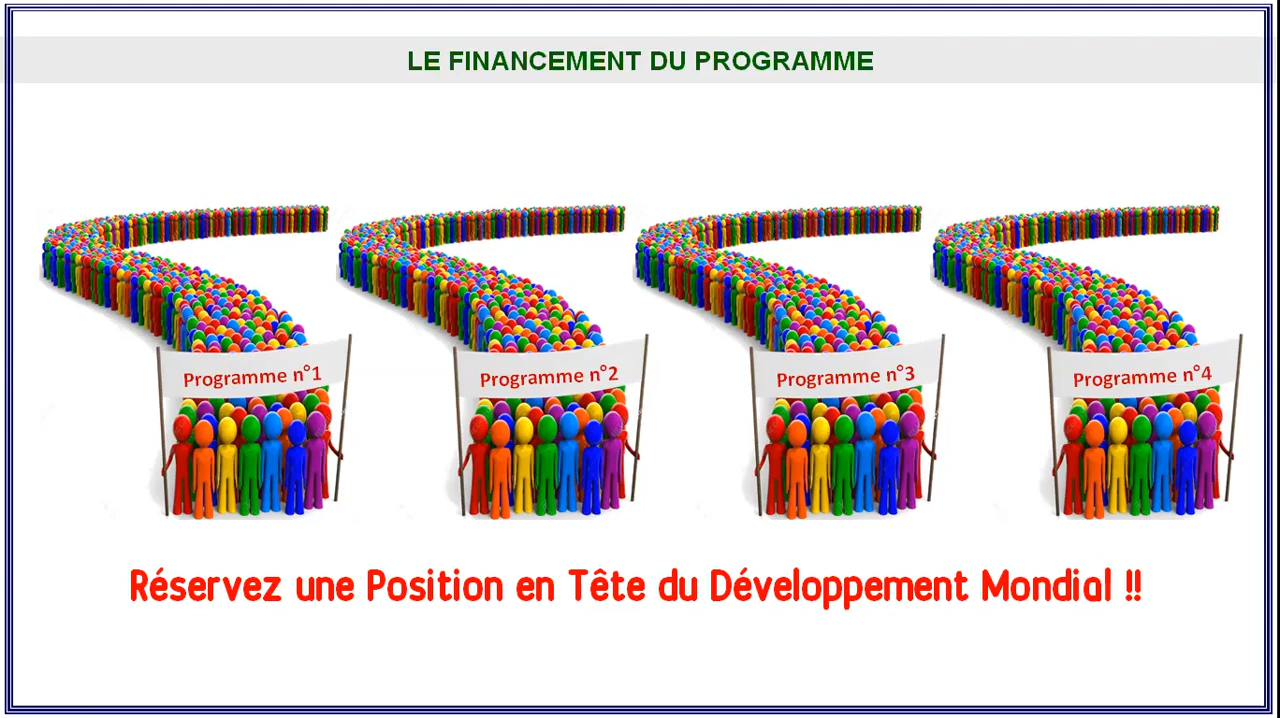 LE FINANCEMENT DU PROGRAMME
Programme n°1
Programme n°2
Programme n°3
Programme n°4
Réservez une Position en Tête du Développement Mondial !!